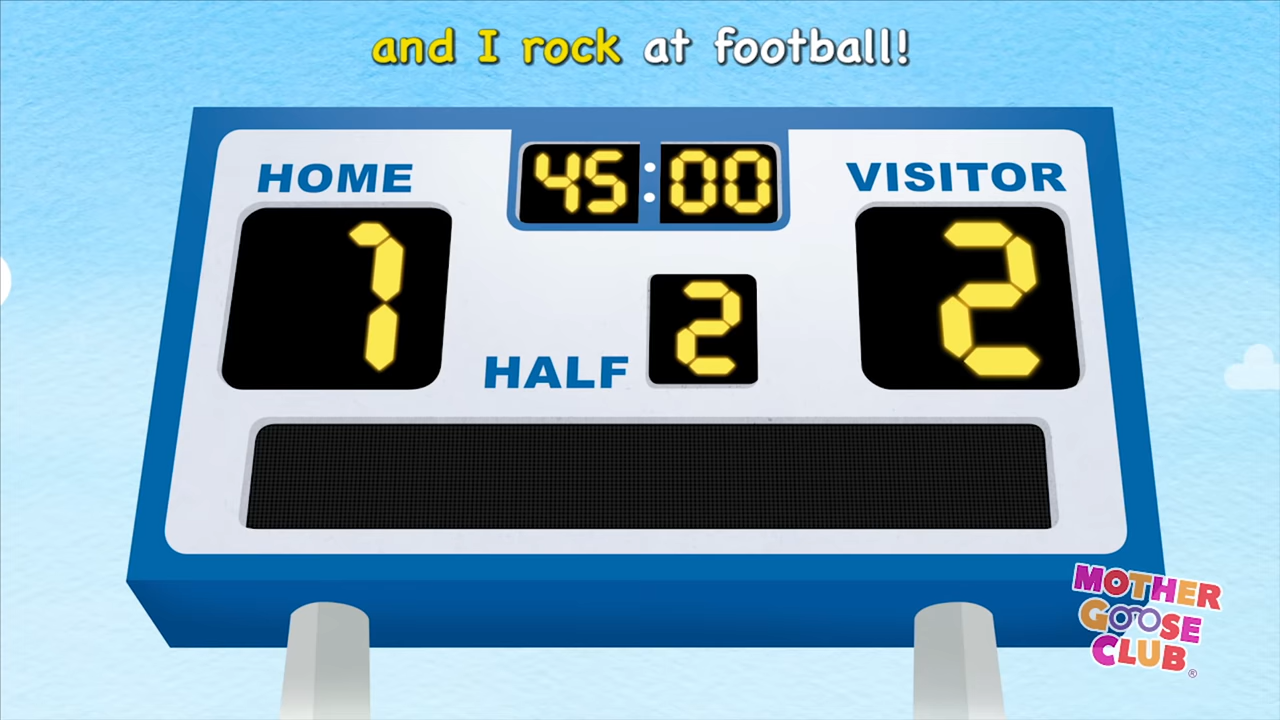 and I rock at football!
HOME
45:00
VISITOR
1
2
HALF
2
MOTHER
GOOSE
CLUB®